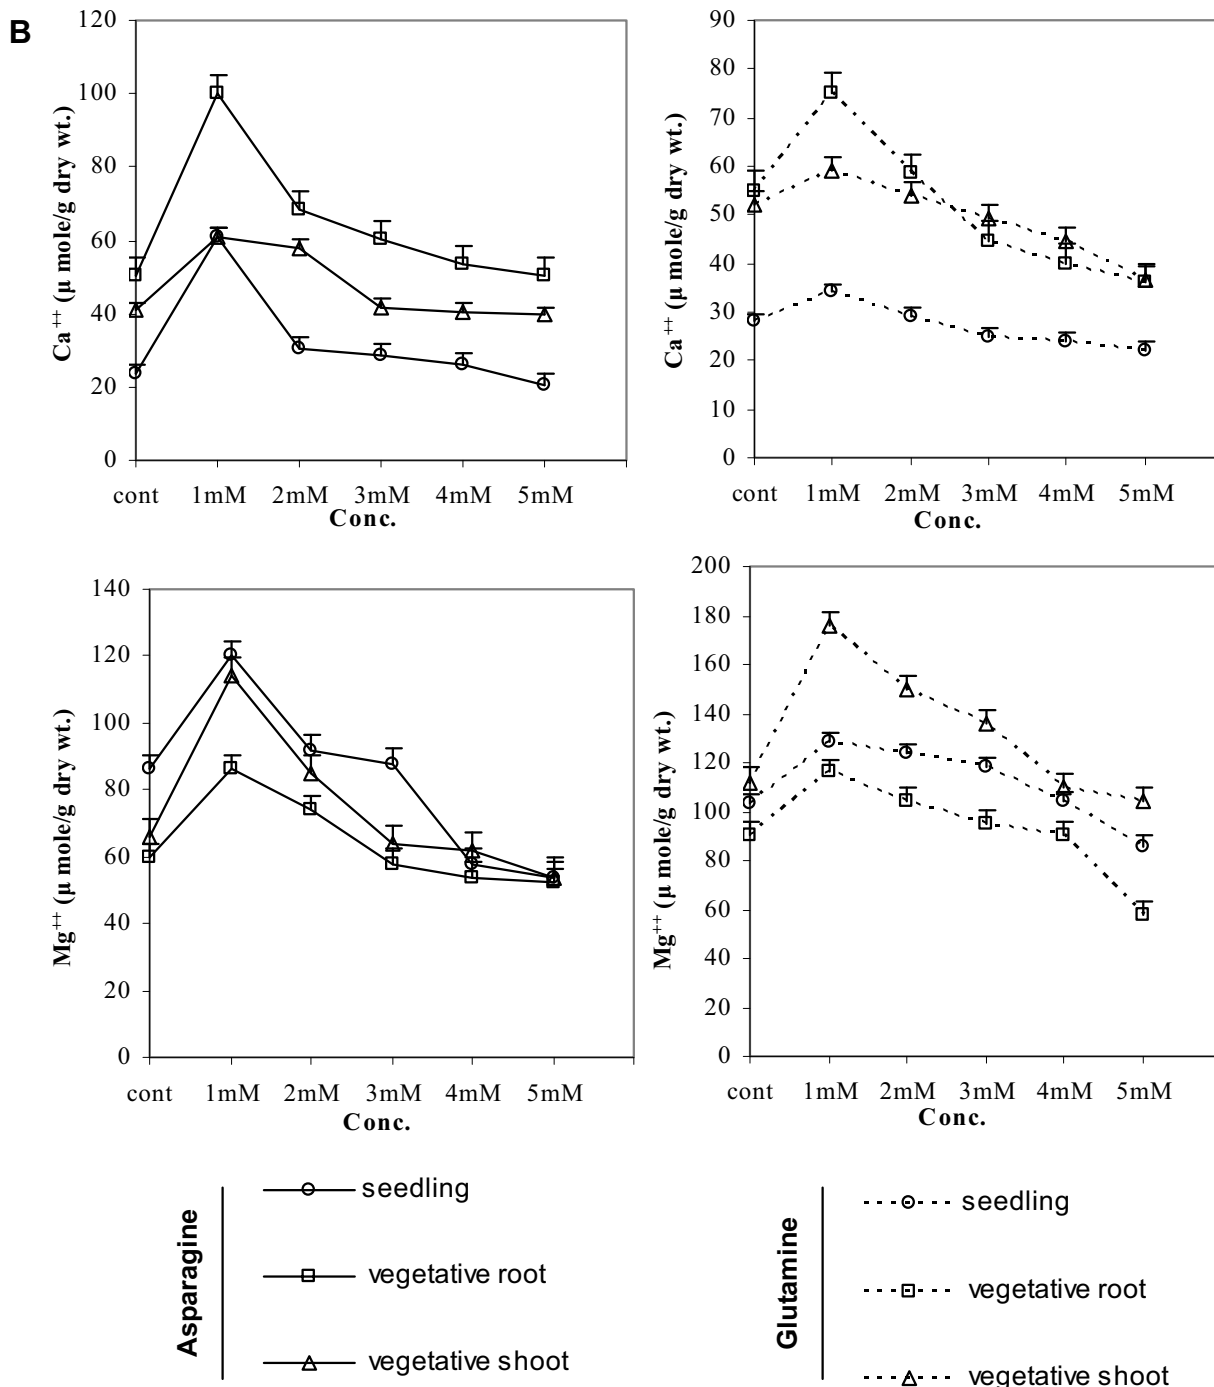 B
Ca++ (μ mole/g dry wt.)
120
100
80
60
40
20
0
cont 1mM 2mM 3mM 4mM 5mM
Conc.
Ca++ (μ mole/g dry wt.)
90
80
70
60
50
40
30
20
10
0
cont 1mM 2mM 3mM 4mM 5mM
Conc.
Mg++ (μ mole/g dry wt.)
140
120
100
80
60
40
20
0
cont 1mM 2mM 3mM 4mM 5mM
Conc.
Mg++ (μ mole/g dry wt.)
200
180
160
140
120
100
80
60
40
20
0
cont 1mM 2mM 3mM 4mM 5mM
Conc.
Asparagine
seedling
vegetative root
vegetative shoot
Glutamine
seedling
vegetative root
vegetative shoot